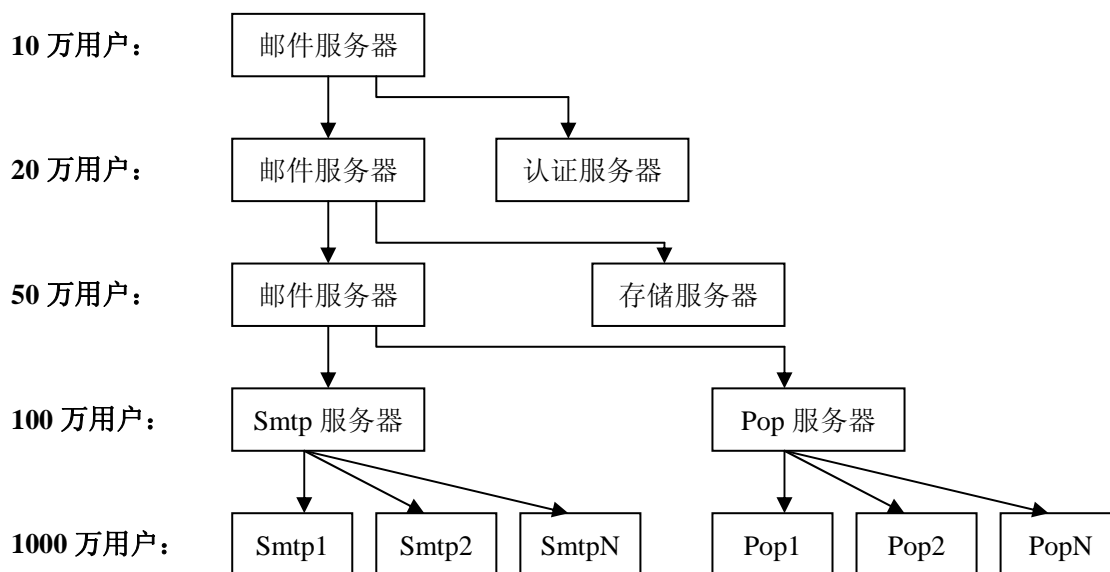 10 万用户： 邮件服务器
20 万用户： 邮件服务器 认证服务器
50 万用户： 邮件服务器 存储服务器
100 万用户： Smtp 服务器 Pop 服务器
1000 万用户： Smtp1 Smtp2 SmtpN Pop1 Pop2 PopN